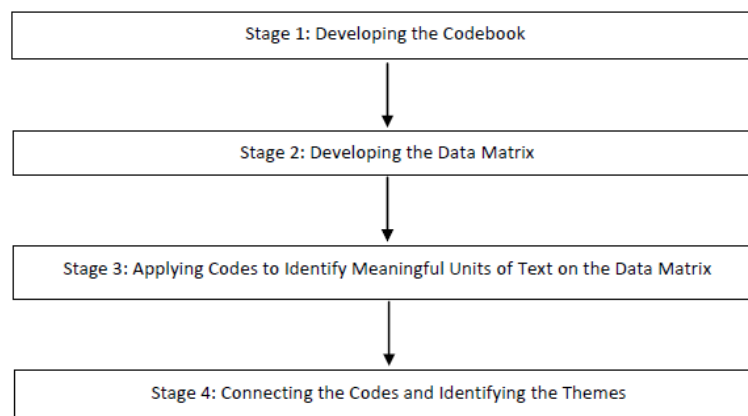 Stage 1: Developing the Codebook
Stage 2: Developing the Data Matrix
Stage 3: Applying Codes to Identify Meaningful Units of Text on the Data Matrix
Stage 4: Connecting the Codes and Identifying the Themes